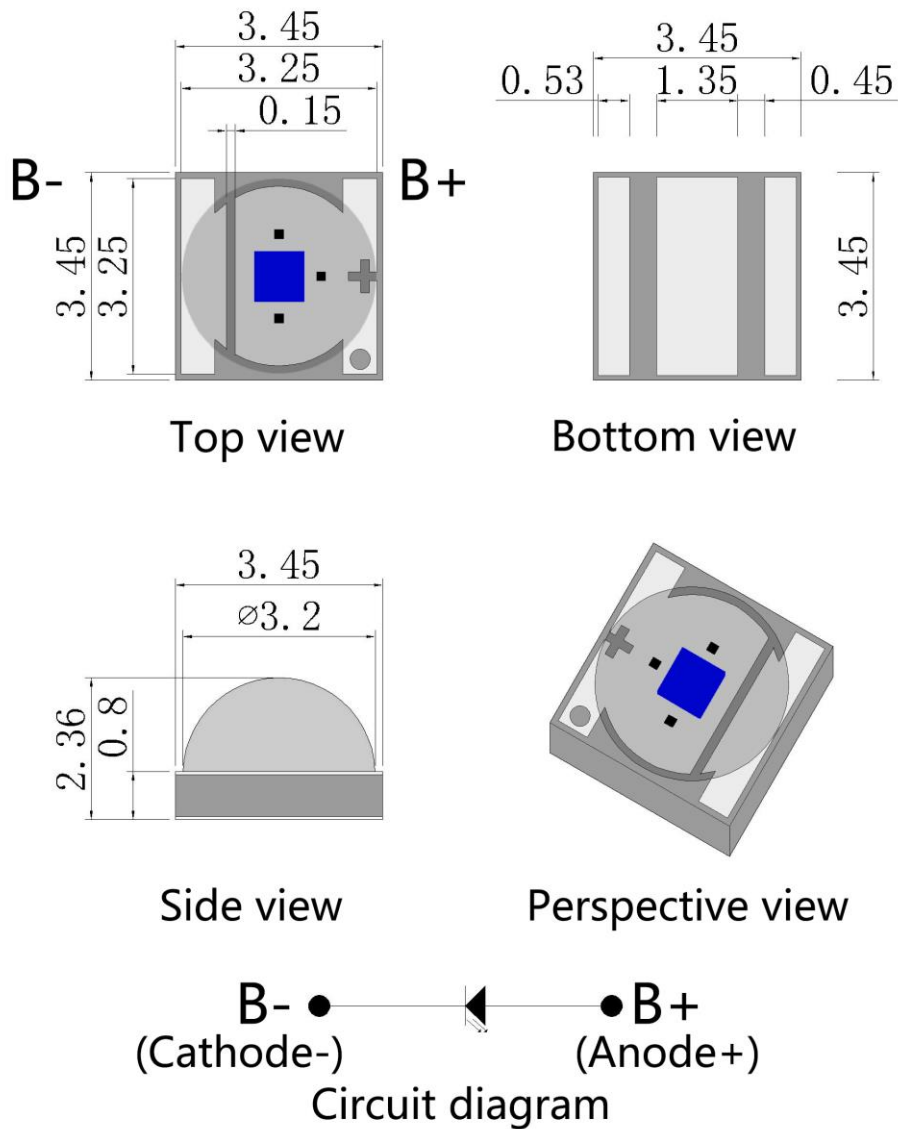 3.45
3.25
0.15
B-
B+
3.45
3.25
Top view
3.45
0.53
1.35
0.45
3.45
Bottom view
3.45
⌀3.2
2.36
0.8
Side view
Perspective view
B-
B+
(Cathode-)
(Anode+)
Circuit diagram